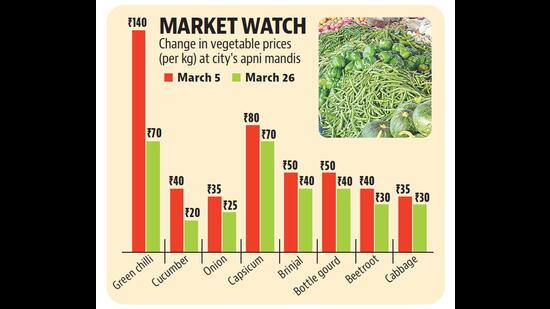 MARKET WATCH
Change in vegetable prices
(per kg) at city's apni mandis
March 5 March 26
₹140
₹70
₹40
₹20
₹35
₹25
₹80
₹70
₹50
₹40
₹50
₹40
₹40
₹30
₹35
₹30
Green chilli
Cucumber
Onion
Capsicum
Brinjal
Bottle gourd
Beetroot
Cabbage